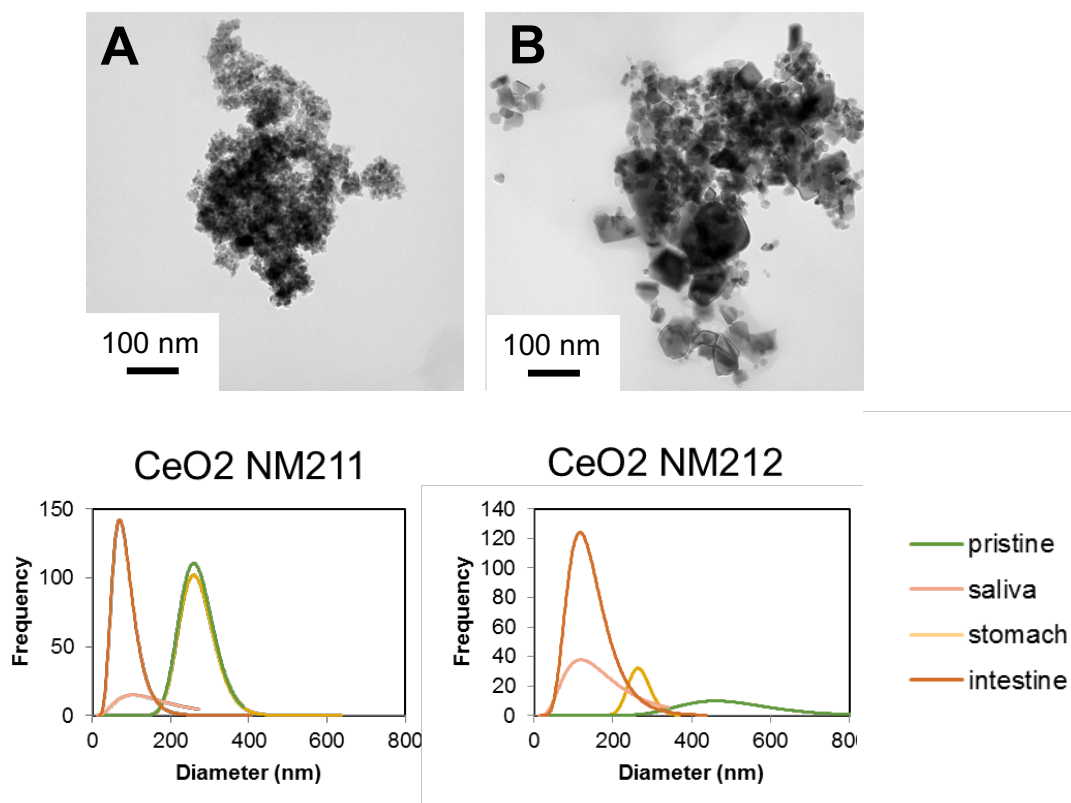 A
B
100 nm
100 nm
CeO2 NM211
CeO2 NM212
150
100
50
0
Frequency
0 200 400 600 800
Diameter (nm)
140
120
100
80
60
40
20
0
Frequency
0 200 400 600 80
Diameter (nm)
pristine
saliva
stomach
intestine